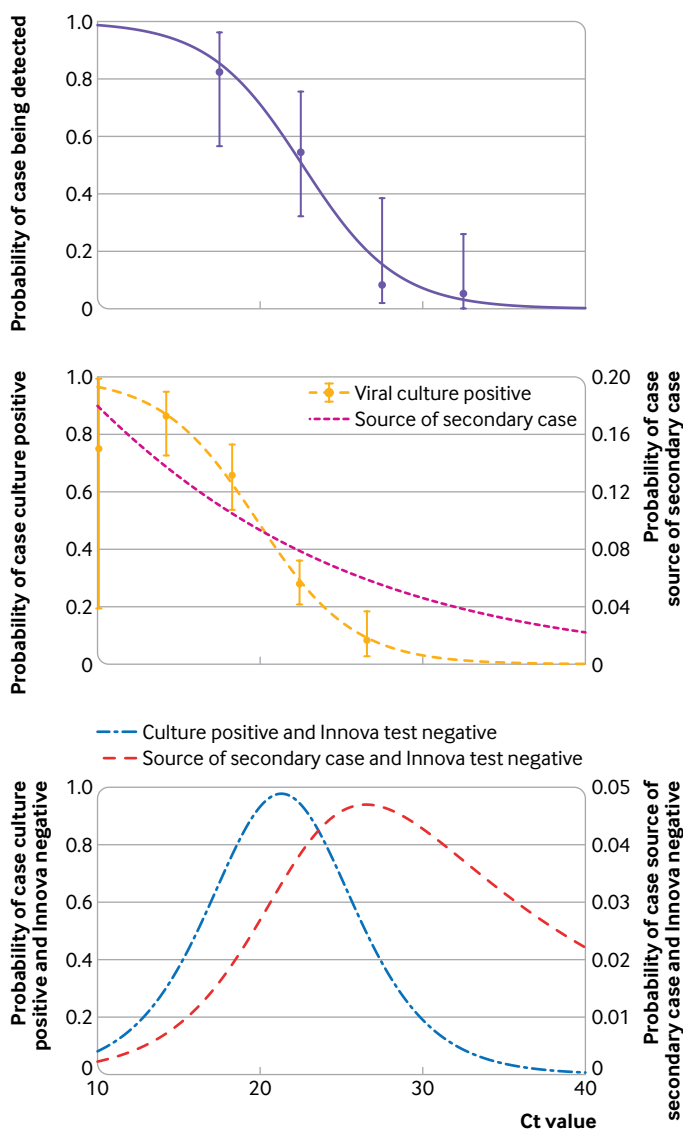 Probability of case being detected
1.0
0.8
0.6
0.4
0.2
0
Probability of case culture positive
1.0
0.8
0.6
0.4
0.2
0
Viral culture positive
Source of secondary case
0.20
0.16
0.12
0.08
0.04
0
Probability of case
source of secondary case
Culture positive and Innova test negative
Source of secondary case and Innova test negative
Probability of case culture
positive and Innova negative
1.0
0.8
0.6
0.4
0.2
0
0.05
0.04
0.03
0.02
0.01
0
Probability of case source of
secondary case and Innova negative
10
20
30
40
Ct value